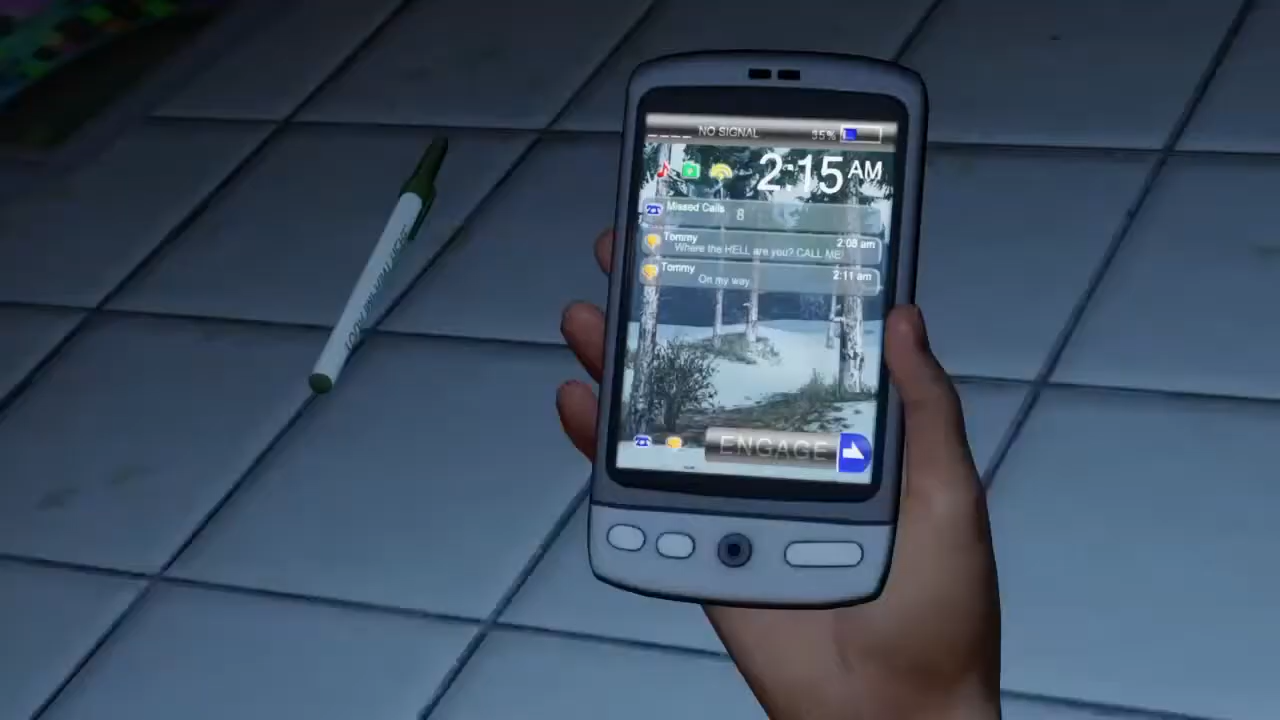 NO SIGNAL 35%
2:15 AM
Missed Calls
8
Tommy 2:08 am
Where the HELL are you? CALL ME!
Tommy 2:11 am
On my way
ENGAGE